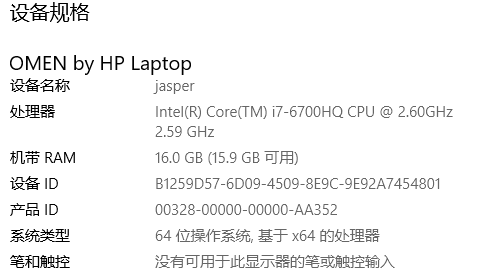 设备规格
OMEN by HP Laptop
设备名称 jasper
处理器 Intel(R) Core(TM) i7-6700HQ CPU @ 2.60GHz
2.59 GHz
机带 RAM 16.0 GB (15.9 GB 可用)
设备 ID B1259D57-6D09-4509-8E9C-9E92A7454801
产品 ID 00328-00000-00000-AA352
系统类型 64 位操作系统, 基于 x64 的处理器
笔和触控 没有可用于此显示器的笔或触控输入